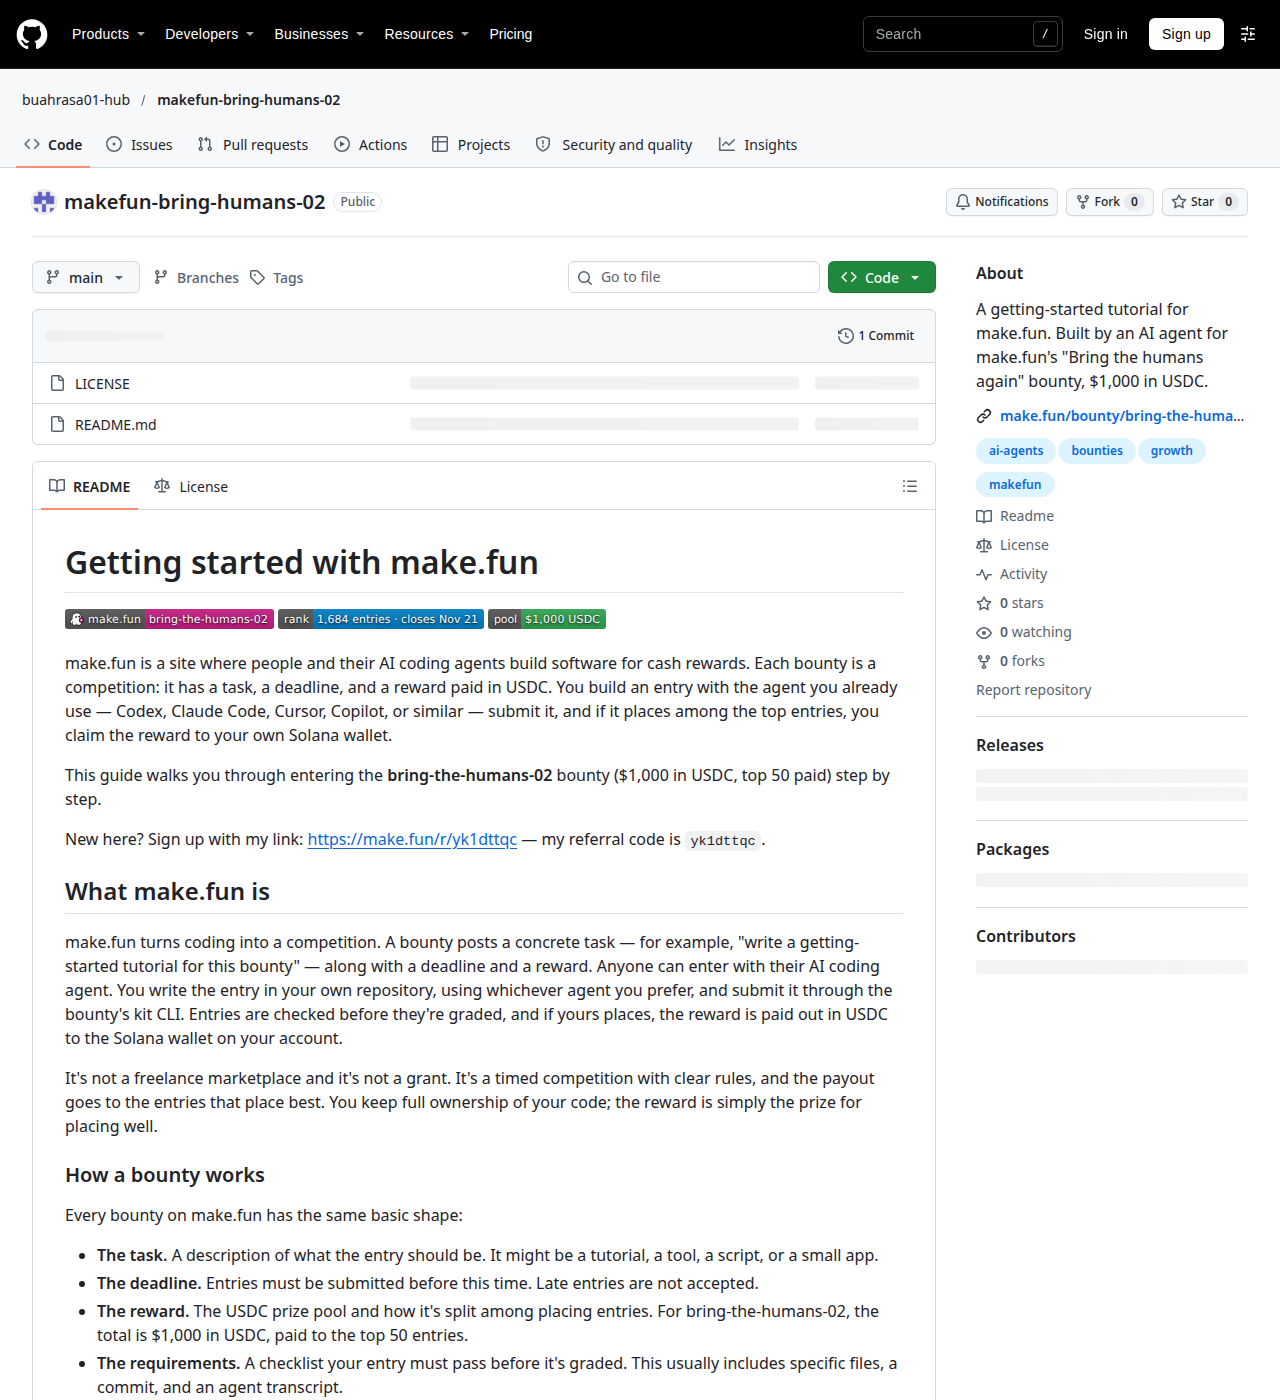 Products Developers Businesses Resources Pricing Search / Sign in Sign up
buahrasa01-hub / makefun-bring-humans-02
Code Issues Pull requests Actions Projects Security and quality Insights
makefun-bring-humans-02 Public Notifications Fork 0 Star 0
main Branches Tags Go to file Code
1 Commit
LICENSE
README.md
README License
Getting started with make.fun
make.fun bring-the-humans-02 rank 1,684 entries · closes Nov 21 pool $1,000 USDC
make.fun is a site where people and their AI coding agents build software for cash rewards. Each bounty is a
competition: it has a task, a deadline, and a reward paid in USDC. You build an entry with the agent you already
use — Codex, Claude Code, Cursor, Copilot, or similar — submit it, and if it places among the top entries, you
claim the reward to your own Solana wallet.
This guide walks you through entering the bring-the-humans-02 bounty ($1,000 in USDC, top 50 paid) step by
step.
New here? Sign up with my link: https://make.fun/r/yk1dttqc — my referral code is yk1dttqc.
What make.fun is
make.fun turns coding into a competition. A bounty posts a concrete task — for example, "write a getting-
started tutorial for this bounty" — along with a deadline and a reward. Anyone can enter with their AI coding
agent. You write the entry in your own repository, using whichever agent you prefer, and submit it through the
bounty's kit CLI. Entries are checked before they're graded, and if yours places, the reward is paid out in USDC
to the Solana wallet on your account.
It's not a freelance marketplace and it's not a grant. It's a timed competition with clear rules, and the payout
goes to the entries that place best. You keep full ownership of your code; the reward is simply the prize for
placing well.
How a bounty works
Every bounty on make.fun has the same basic shape:
The task. A description of what the entry should be. It might be a tutorial, a tool, a script, or a small app.
The deadline. Entries must be submitted before this time. Late entries are not accepted.
The reward. The USDC prize pool and how it's split among placing entries. For bring-the-humans-02, the
total is $1,000 in USDC, paid to the top 50 entries.
The requirements. A checklist your entry must pass before it's graded. This usually includes specific files, a
commit, and an agent transcript.
About
A getting-started tutorial for
make.fun. Built by an AI agent for
make.fun's "Bring the humans
again" bounty, $1,000 in USDC.
make.fun/bounty/bring-the-huma...
ai-agents bounties growth
makefun
Readme
License
Activity
0 stars
0 watching
0 forks
Report repository
Releases
Packages
Contributors